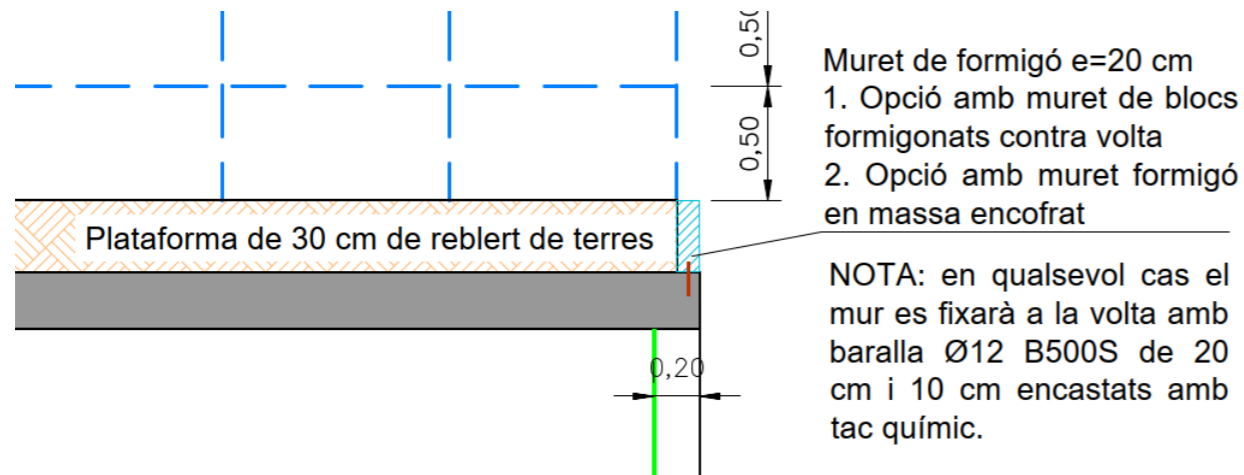 0,50
Muret de formigó e=20 cm
1. Opció amb muret de blocs
formigonats contra volta
2. Opció amb muret formigó
en massa encofrat
0,50
Plataforma de 30 cm de reblert de terres
NOTA: en qualsevol cas el
mur es fixarà a la volta amb
baralla Ø12 B500S de 20
cm i 10 cm encastats amb
tac químic.
0,20